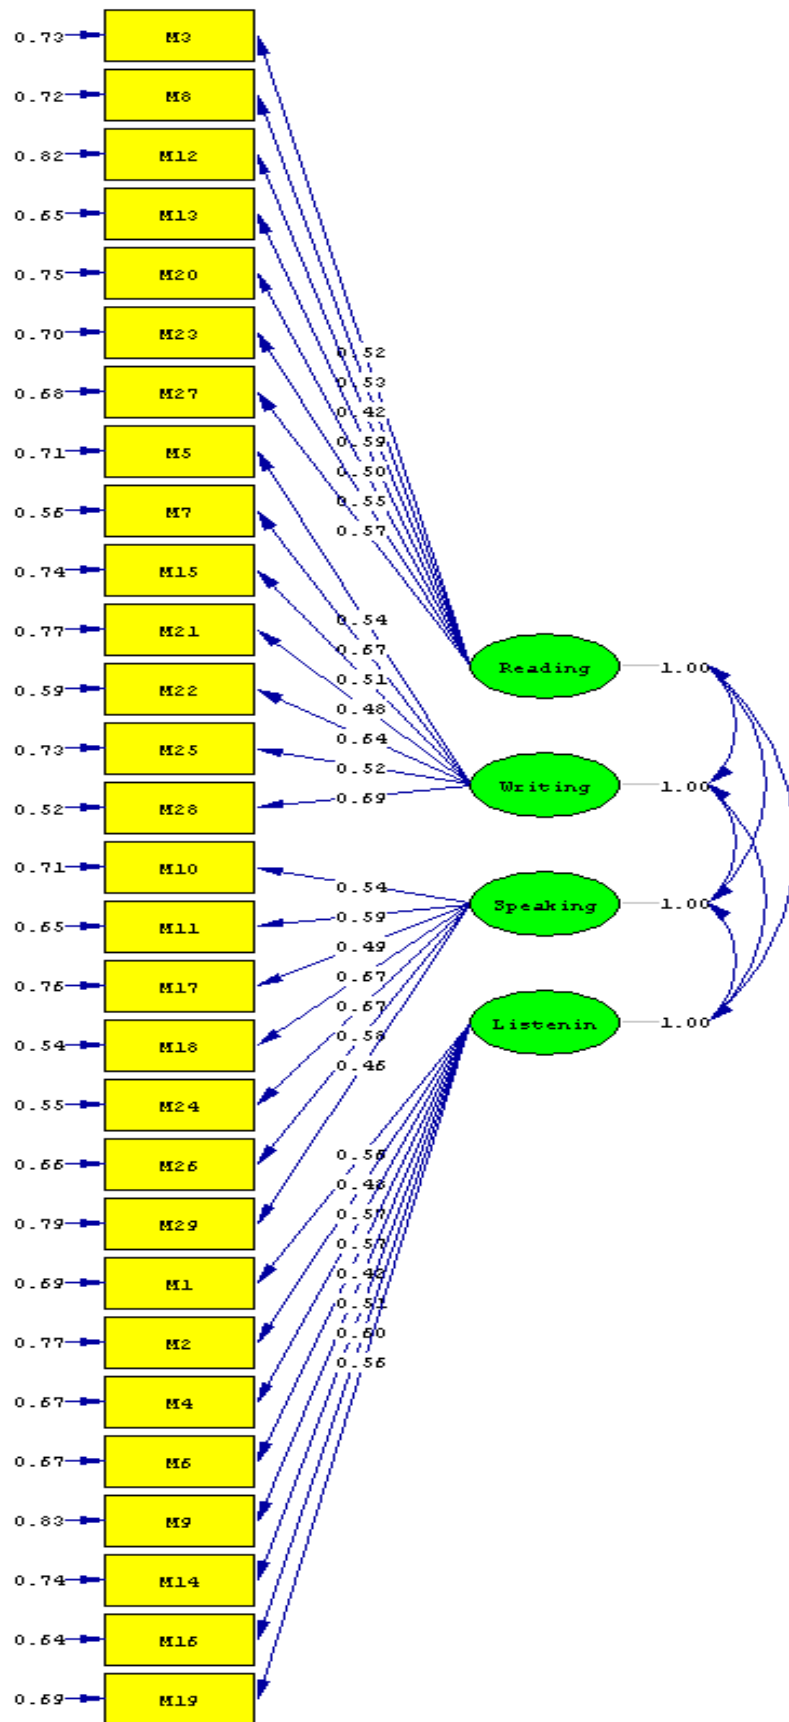 0.73 M3
0.72 M8
0.82 M12
0.65 M13
0.75 M20
0.70 M23
0.52
0.53
0.68 M27
0.42
0.59
0.71 M5
0.50
0.55
0.56 M7
0.57
0.74 M15
0.54
0.77 M21
0.67
Reading 1.00
0.51
0.59 M22
0.48
0.64
0.73 M25
0.52
Writing 1.00
0.69
0.52 M28
0.71 M10
0.54
Speaking 1.00
0.59
0.65 M11
0.49
0.67
0.76 M17
0.67
Listenin 1.00
0.58
0.54 M18
0.46
0.55 M24
0.56
0.66 M26
0.48
0.57
0.79 M29
0.57
0.69 M1
0.51
0.60
0.77 M2
0.56
0.67 M4
0.67 M6
0.83 M9
0.74 M14
0.64 M16
0.69 M19